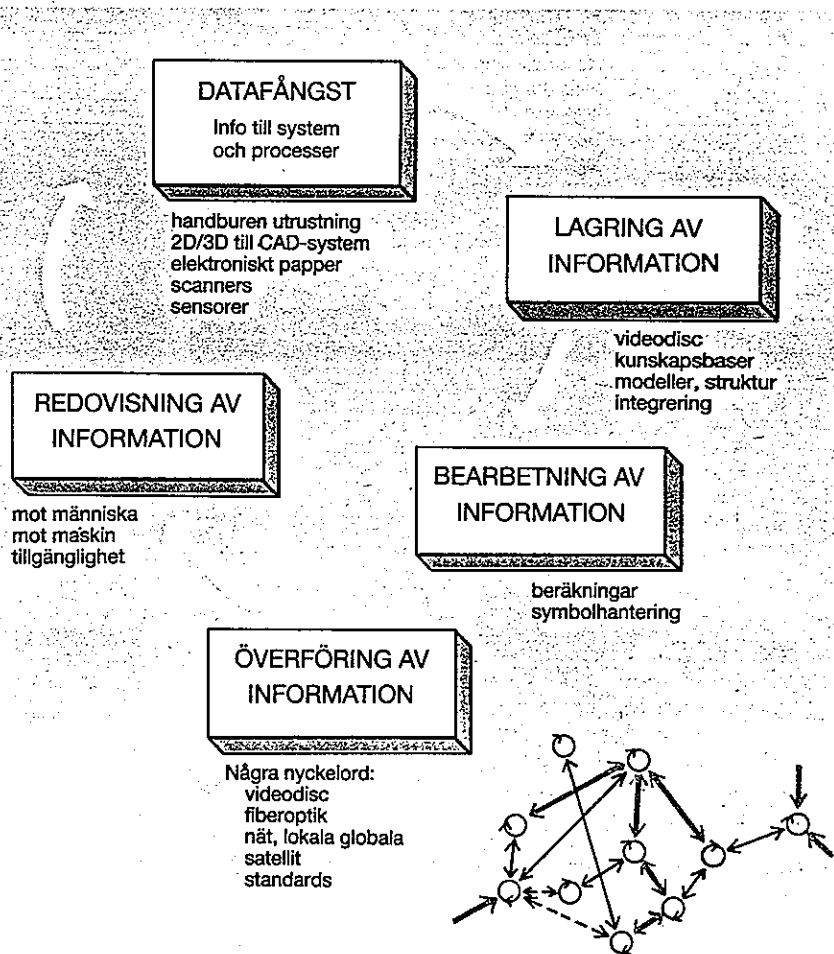 DATAFÅNGST
Info till system
och processer
handburen utrustning
2D/3D till CAD-system
elektroniskt papper
scanners
sensorer
LAGRING AV
INFORMATION
videodisc
kunskapsbaser
modeller, struktur
integrering
REDOVISNING AV
INFORMATION
mot människa
mot maskin
tillgänglighet
BEARBETNING AV
INFORMATION
beräkningar
symbolhantering
ÖVERFÖRING AV
INFORMATION
Några nyckelord:
videodisc
fiberoptik
nät, lokala globala
satellit
standards